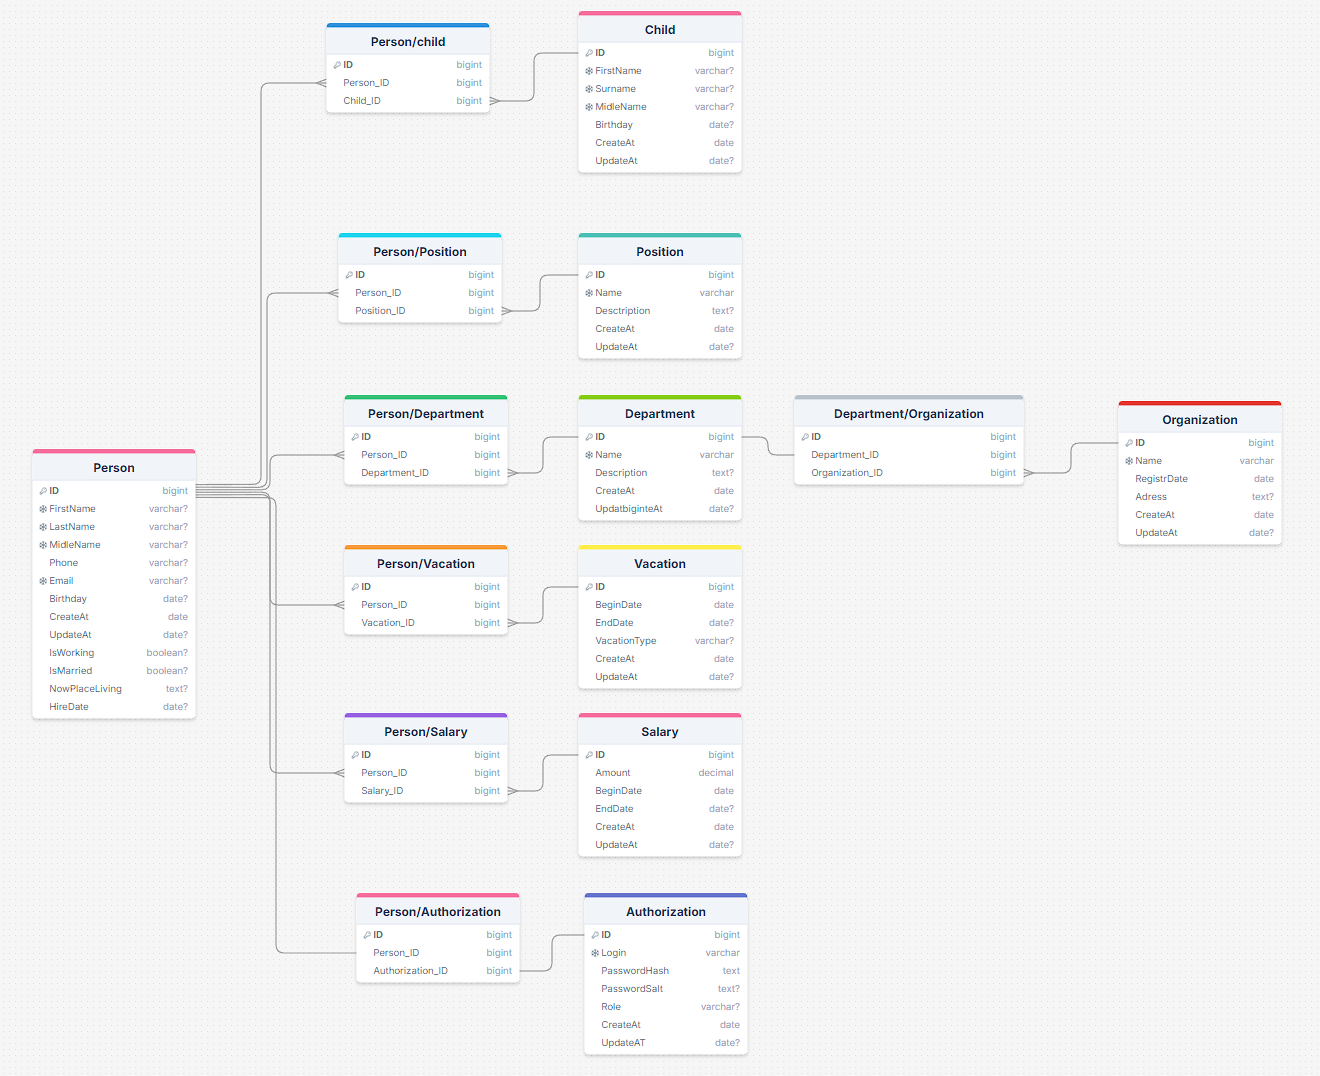 Person/child
ID bigint
Person_ID bigint
Child_ID bigint
Child
ID bigint
FirstName varchar?
Surname varchar?
MidleName varchar?
Birthday date?
CreateAt date
UpdateAt date?
Person/Position
ID bigint
Person_ID bigint
Position_ID bigint
Position
ID bigint
Name varchar
Desctription text?
CreateAt date
UpdateAt date?
Person/Department
ID bigint
Person_ID bigint
Department_ID bigint
Department
ID bigint
Name varchar
Description text?
CreateAt date
UpdatbiginteAt date?
Department/Organization
ID bigint
Department_ID bigint
Organization_ID bigint
Organization
ID bigint
Name varchar
RegistrDate date
Adress text?
CreateAt date
UpdateAt date?
Person
ID bigint
FirstName varchar?
LastName varchar?
MidleName varchar?
Phone varchar?
Email varchar?
Birthday date?
CreateAt date
UpdateAt date?
IsWorking boolean?
IsMarried boolean?
NowPlaceLiving text?
HireDate date?
Person/Vacation
ID bigint
Person_ID bigint
Vacation_ID bigint
Vacation
ID bigint
BeginDate date
EndDate date?
VacationType varchar?
CreateAt date
UpdateAt date?
Person/Salary
ID bigint
Person_ID bigint
Salary_ID bigint
Salary
ID bigint
Amount decimal
BeginDate date
EndDate date?
CreateAt date
UpdateAt date?
Person/Authorization
ID bigint
Person_ID bigint
Authorization_ID bigint
Authorization
ID bigint
Login varchar
PasswordHash text
PasswordSalt text?
Role varchar?
CreateAt date
UpdateAT date?